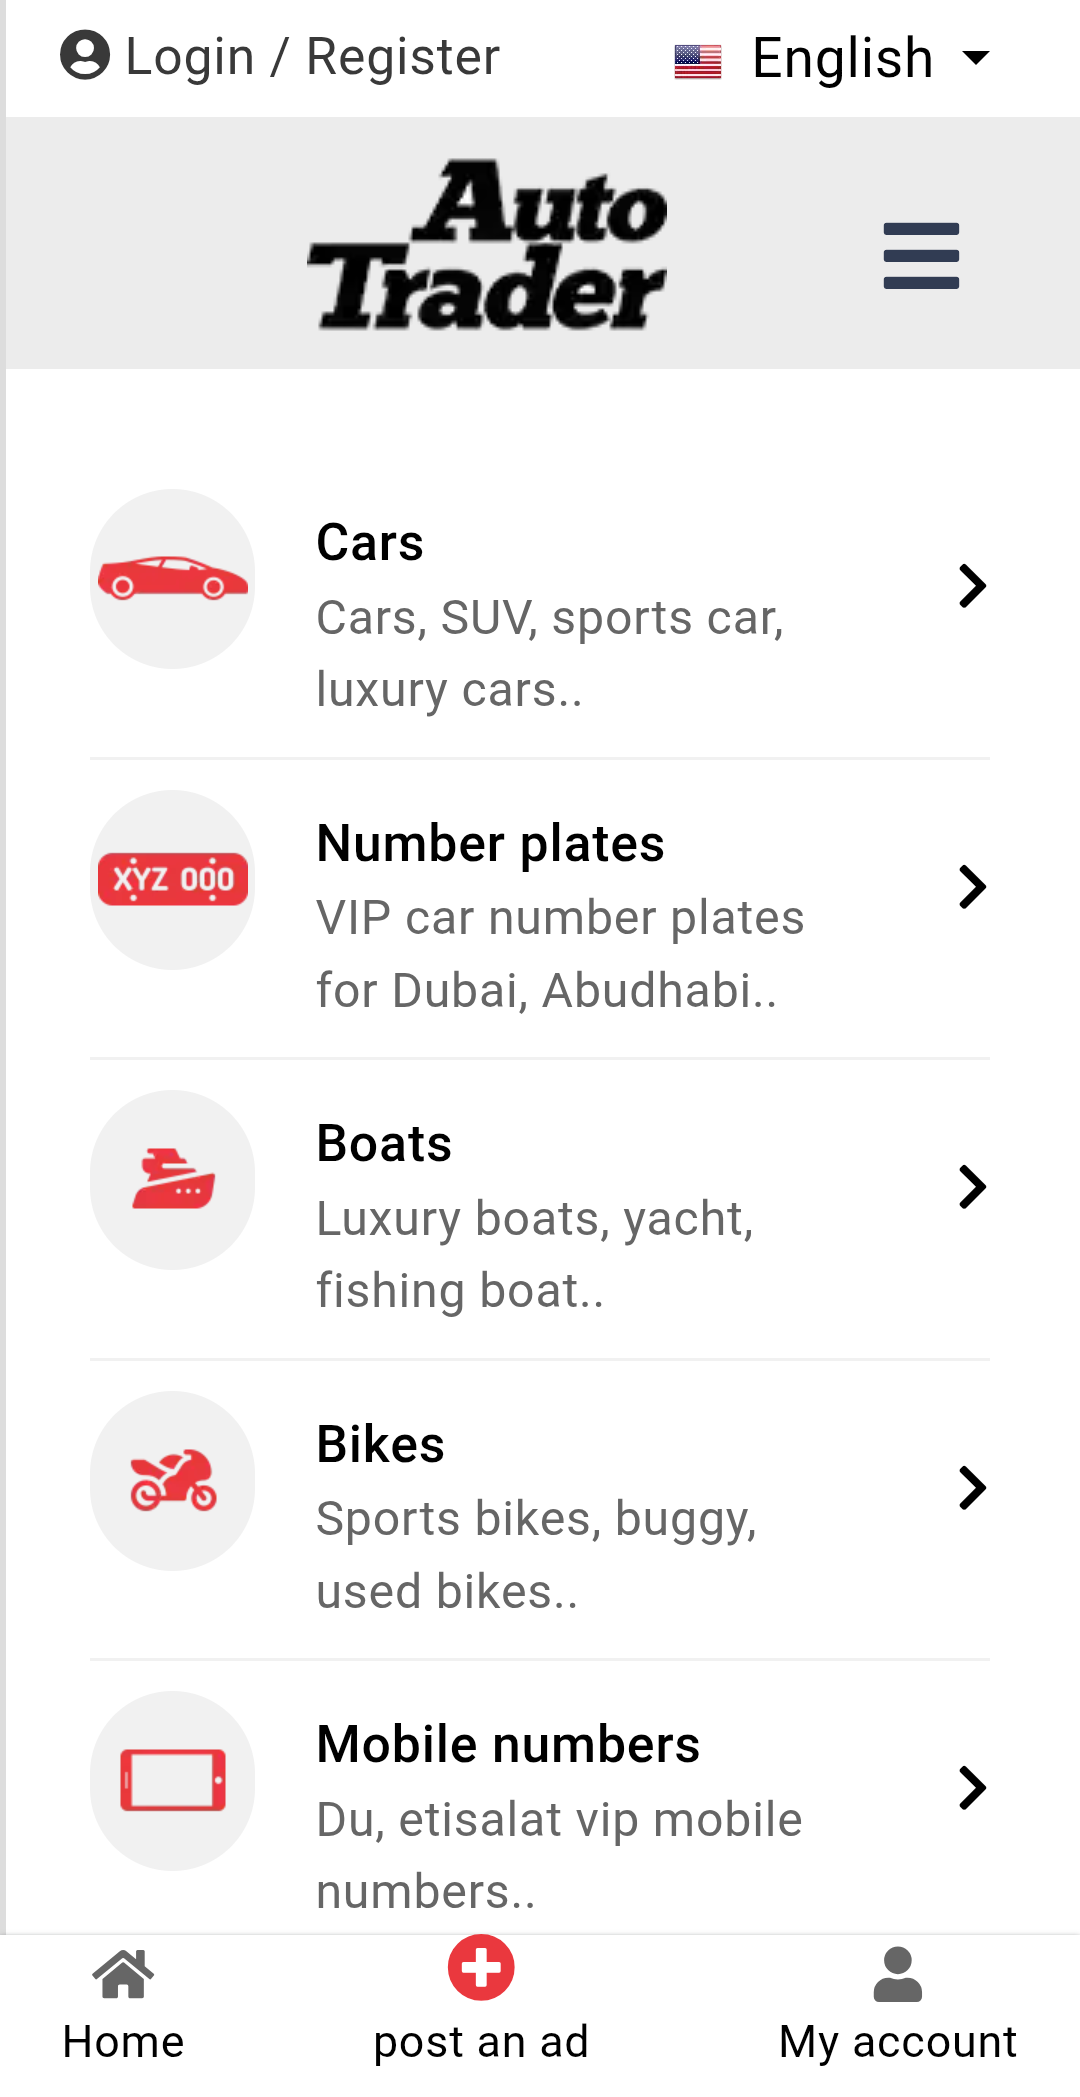 Login / Register
English
Auto
Trader
Cars
Cars, SUV, sports car,
luxury cars..
XYZ 000
Number plates
VIP car number plates
for Dubai, Abudhabi..
Boats
Luxury boats, yacht,
fishing boat..
Bikes
Sports bikes, buggy,
used bikes..
Mobile numbers
Du, etisalat vip mobile
numbers..
Home
post an ad
My account